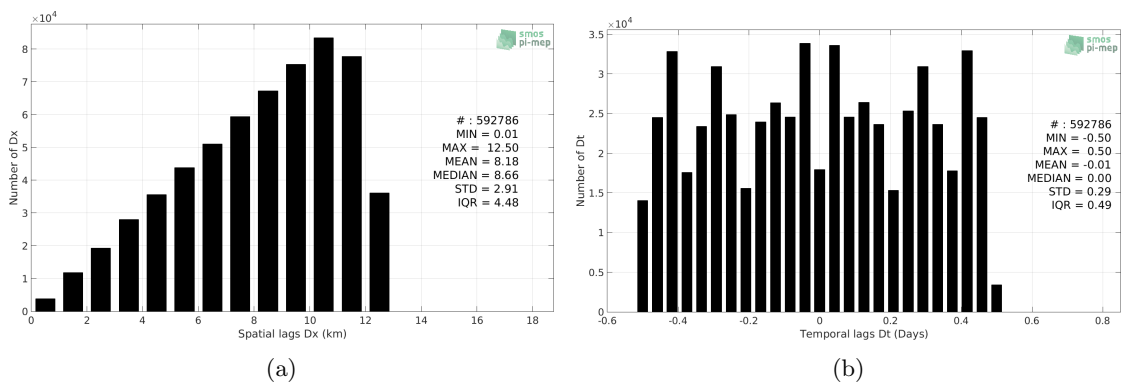 ×10⁴
9
8
7
6
5
4
3
2
1
0
Number of Dx
0 2 4 6 8 10 12 14 16 18
Spatial lags Dx (km)
smos
pi-mep
# : 592786
MIN = 0.01
MAX = 12.50
MEAN = 8.18
MEDIAN = 8.66
STD = 2.91
IQR = 4.48
(a)
×10⁴
3.5
3
2.5
2
1.5
1
0.5
0
Number of Dt
-0.6 -0.4 -0.2 0 0.2 0.4 0.6 0.8
Temporal lags Dt (Days)
smos
pi-mep
# : 592786
MIN = -0.50
MAX = 0.50
MEAN = -0.01
MEDIAN = 0.00
STD = 0.29
IQR = 0.49
(b)